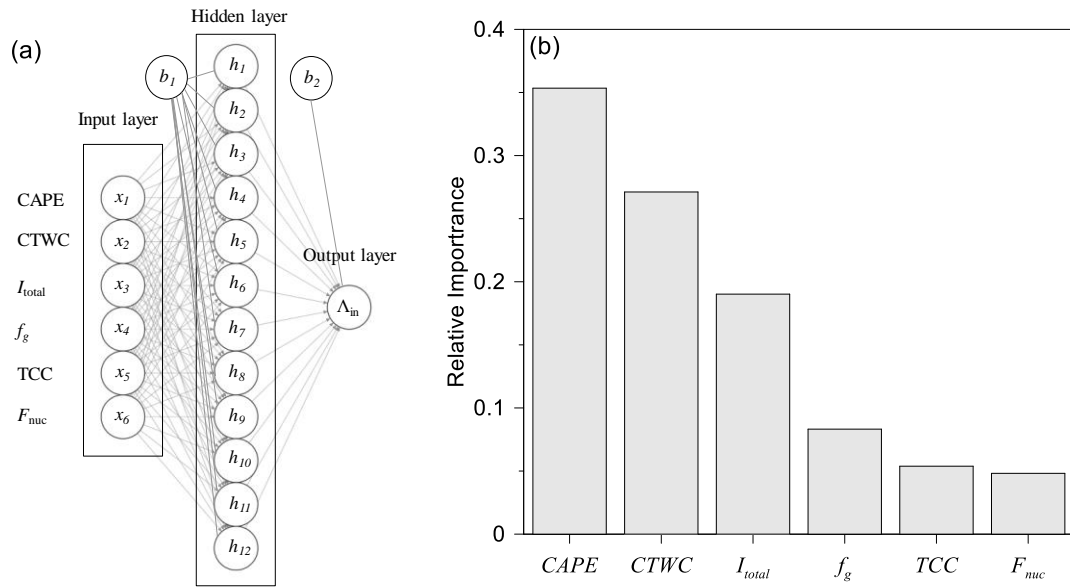 (a)
Hidden layer
b1
b2
h1
h2
h3
h4
h5
h6
h7
h8
h9
h10
h11
h12
Input layer
CAPE
x1
CTWC
x2
Itotal
x3
fg
x4
TCC
x5
Fnuc
x6
Output layer
Λin
(b)
Relative Importrance
0.4
0.3
0.2
0.1
0
CAPE
CTWC
Itotal
fg
TCC
Fnuc